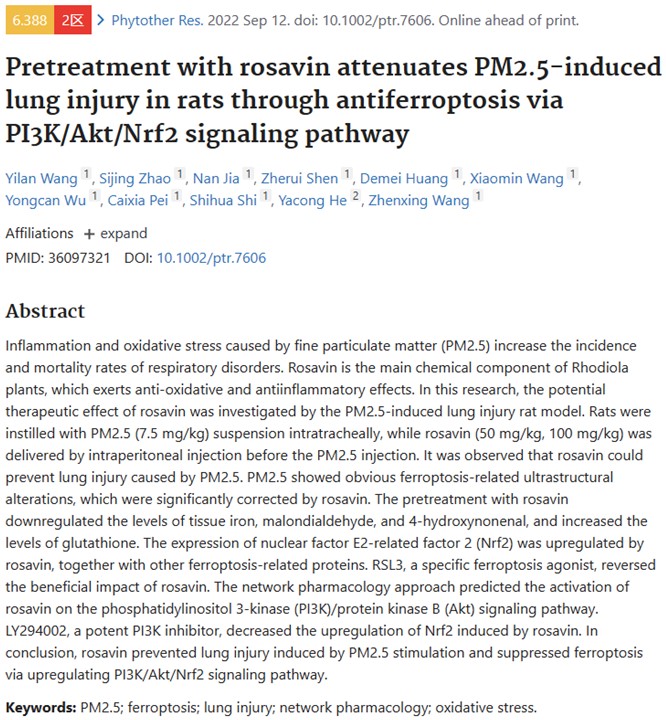 6.388 2区 > Phytother Res. 2022 Sep 12. doi: 10.1002/ptr.7606. Online ahead of print.
Pretreatment with rosavin attenuates PM2.5-induced
lung injury in rats through antiferroptosis via
PI3K/Akt/Nrf2 signaling pathway
Yilan Wang 1, Sijing Zhao 1, Nan Jia 1, Zherui Shen 1, Demei Huang 1, Xiaomin Wang 1,
Yongcan Wu 1, Caixia Pei 1, Shihua Shi 1, Yacong He 2, Zhenxing Wang 1
Affiliations + expand
PMID: 36097321 DOI: 10.1002/ptr.7606
Abstract
Inflammation and oxidative stress caused by fine particulate matter (PM2.5) increase the incidence
and mortality rates of respiratory disorders. Rosavin is the main chemical component of Rhodiola
plants, which exerts anti-oxidative and antiinflammatory effects. In this research, the potential
therapeutic effect of rosavin was investigated by the PM2.5-induced lung injury rat model. Rats were
instilled with PM2.5 (7.5 mg/kg) suspension intratracheally, while rosavin (50 mg/kg, 100 mg/kg) was
delivered by intraperitoneal injection before the PM2.5 injection. It was observed that rosavin could
prevent lung injury caused by PM2.5. PM2.5 showed obvious ferroptosis-related ultrastructural
alterations, which were significantly corrected by rosavin. The pretreatment with rosavin
downregulated the levels of tissue iron, malondialdehyde, and 4-hydroxynonenal, and increased the
levels of glutathione. The expression of nuclear factor E2-related factor 2 (Nrf2) was upregulated by
rosavin, together with other ferroptosis-related proteins. RSL3, a specific ferroptosis agonist, reversed
the beneficial impact of rosavin. The network pharmacology approach predicted the activation of
rosavin on the phosphatidylinositol 3-kinase (PI3K)/protein kinase B (Akt) signaling pathway.
LY294002, a potent PI3K inhibitor, decreased the upregulation of Nrf2 induced by rosavin. In
conclusion, rosavin prevented lung injury induced by PM2.5 stimulation and suppressed ferroptosis
via upregulating PI3K/Akt/Nrf2 signaling pathway.
Keywords: PM2.5; ferroptosis; lung injury; network pharmacology; oxidative stress.